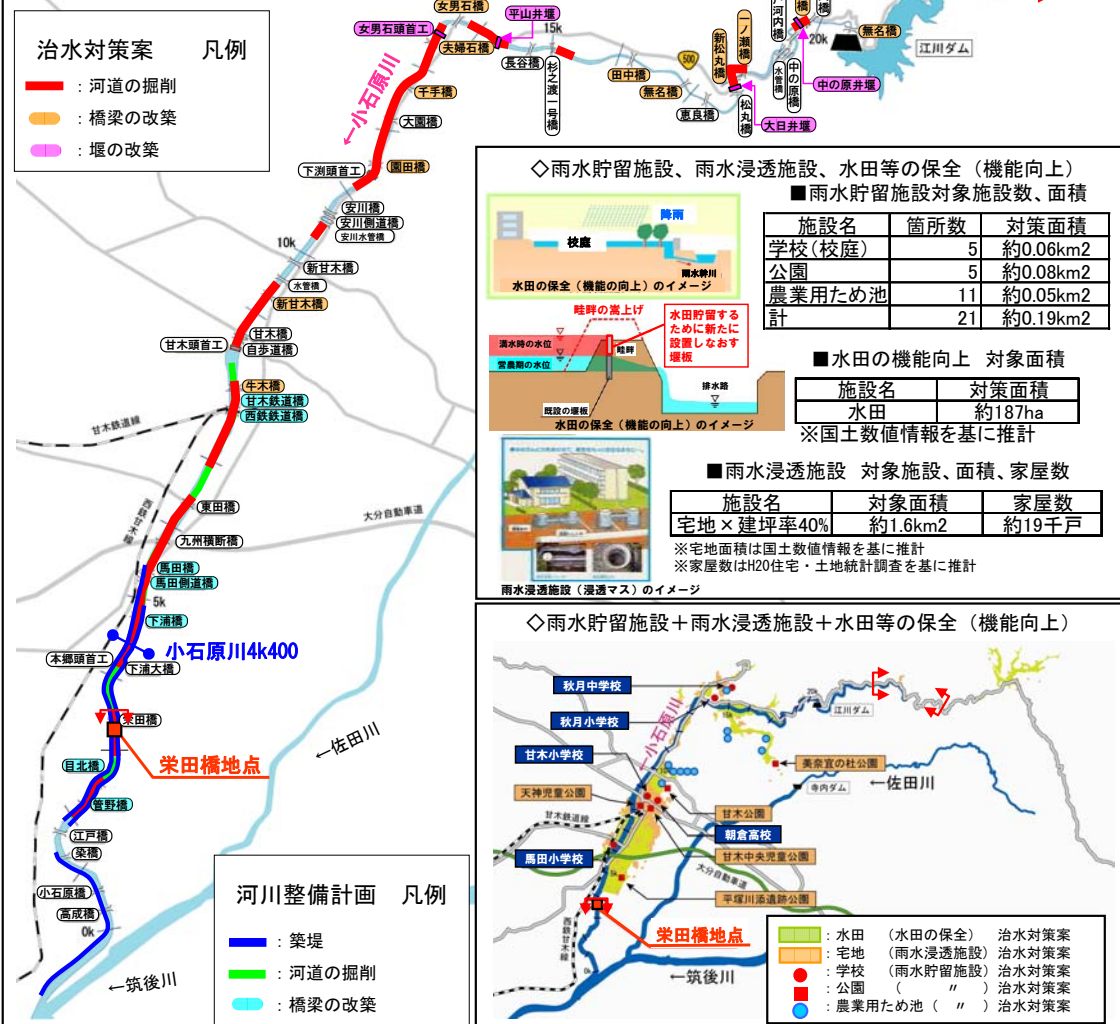 治水対策案　凡例
：河道の掘削
：橋梁の改築
：堰の改築
女男石橋
女男石頭首工
夫婦石橋
平山井堰
15k
長谷橋
杉之渡一号橋
田中橋
無名橋
500
恵良橋
新松丸橋
一ノ瀬橋
松丸橋
大日井堰
水管橋
中の原橋
中の原井堰
20k
無名橋
江川ダム
←小石原川
千手橋
大園橋
園田橋
下渕頭首工
安川橋
安川側道橋
安川水管橋
10k
新甘木橋
水管橋
新甘木橋
甘木橋
甘木頭首工
自歩道橋
牛木橋
甘木鉄道橋
西鉄鉄道橋
甘木鉄道線
東田橋
西鉄甘木線
大分自動車道
九州横断橋
馬田橋
馬田側道橋
5k
下浦橋
小石原川4k400
本郷頭首工
下浦大橋
栄田橋
栄田橋地点
←佐田川
目北橋
管野橋
江戸橋
染橋
小石原橋
高成橋
0k
←筑後川
河川整備計画　凡例
：築堤
：河道の掘削
：橋梁の改築
◇雨水貯留施設、雨水浸透施設、水田等の保全（機能向上）
降雨
校庭
雨水幹川
水田の保全（機能の向上）のイメージ
畦畔の嵩上げ
水田貯留するために新たに設置しなおす堰板
満水時の水位
営農期の水位
畦畔
排水路
既設の堰板
水田の保全（機能の向上）のイメージ
雨水浸透施設（浸透マス）のイメージ
■雨水貯留施設対象施設数、面積
施設名 箇所数 対策面積
学校（校庭） 5 約0.06km2
公園 5 約0.08km2
農業用ため池 11 約0.05km2
計 21 約0.19km2
■水田の機能向上　対象面積
施設名 対策面積
水田 約187ha
※国土数値情報を基に推計
■雨水浸透施設　対象施設、面積、家屋数
施設名 対象面積 家屋数
宅地×建坪率40% 約1.6km2 約19千戸
※宅地面積は国土数値情報を基に推計
※家屋数はH20住宅・土地統計調査を基に推計
◇雨水貯留施設＋雨水浸透施設＋水田等の保全（機能向上）
秋月中学校
秋月小学校
甘木小学校
天神児童公園
甘木鉄道線
馬田小学校
←小石原川
20k
江川ダム
美奈宜の杜公園
寺内ダム
←佐田川
甘木公園
朝倉高校
甘木中央児童公園
大分自動車道
平塚川添遺跡公園
西鉄甘木線
栄田橋地点
0k
←筑後川
：水田　（水田の保全）　治水対策案
：宅地　（雨水浸透施設）治水対策案
：学校　（雨水貯留施設）治水対策案
：公園　（　〃　）治水対策案
：農業用ため池（　〃　）治水対策案